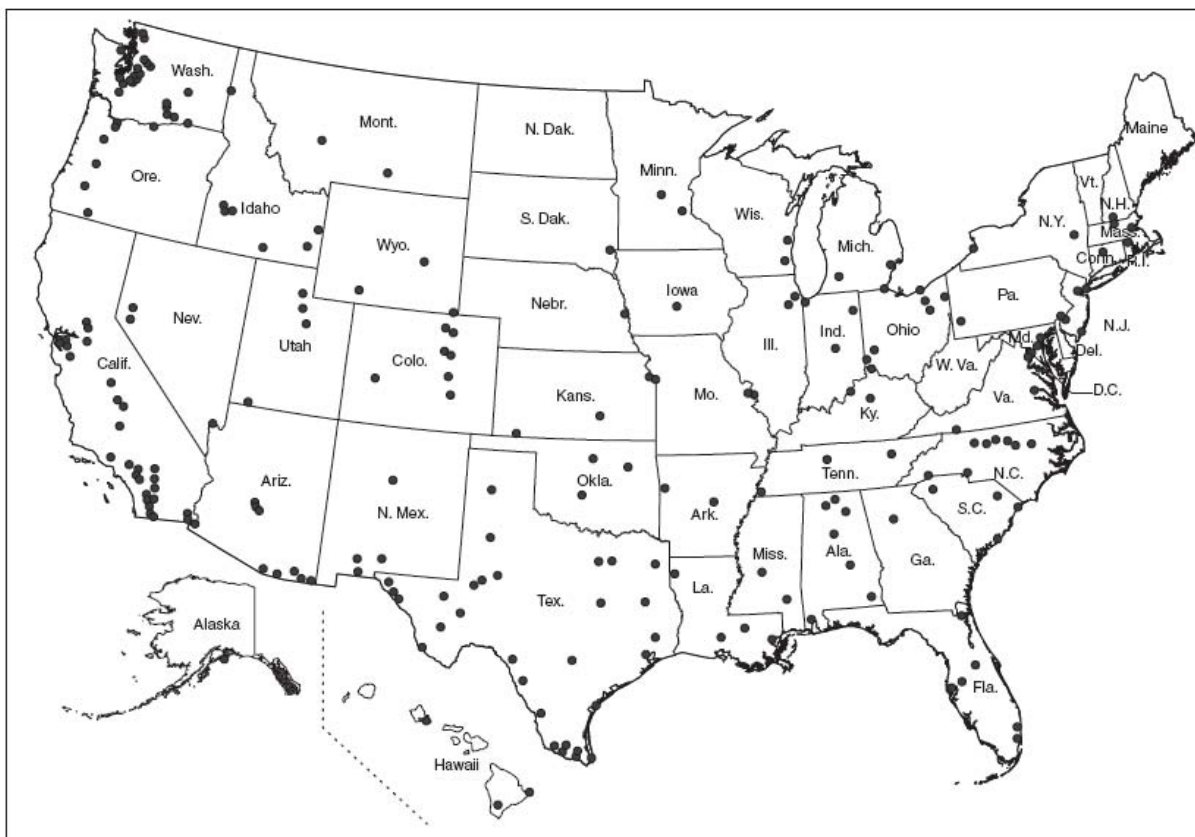 Wash.
Mont.
N. Dak.
Minn.
Maine
Ore.
Idaho
S. Dak.
Wis.
Mich.
Vt.
N.H.
N.Y.
Mass.
Conn.
R.I.
Wyo.
Nebr.
Iowa
Pa.
N.J.
Nev.
Utah
Colo.
Ill.
Ind.
Ohio
Md.
Del.
D.C.
Calif.
Kans.
Mo.
W. Va.
Va.
Ky.
Ariz.
N. Mex.
Okla.
Ark.
Tenn.
N.C.
S.C.
Tex.
La.
Miss.
Ala.
Ga.
Alaska
Hawaii
Fla.